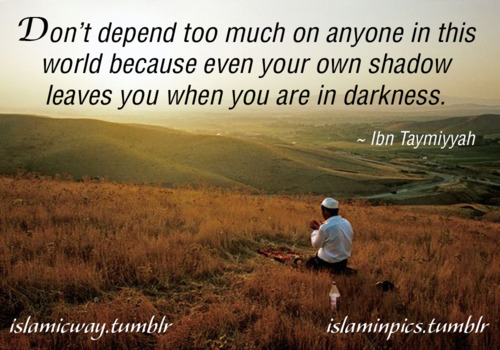 Don't depend too much on anyone in this
world because even your own shadow
leaves you when you are in darkness.
~ Ibn Taymiyyah
islamicway.tumblr
islaminpics.tumblr